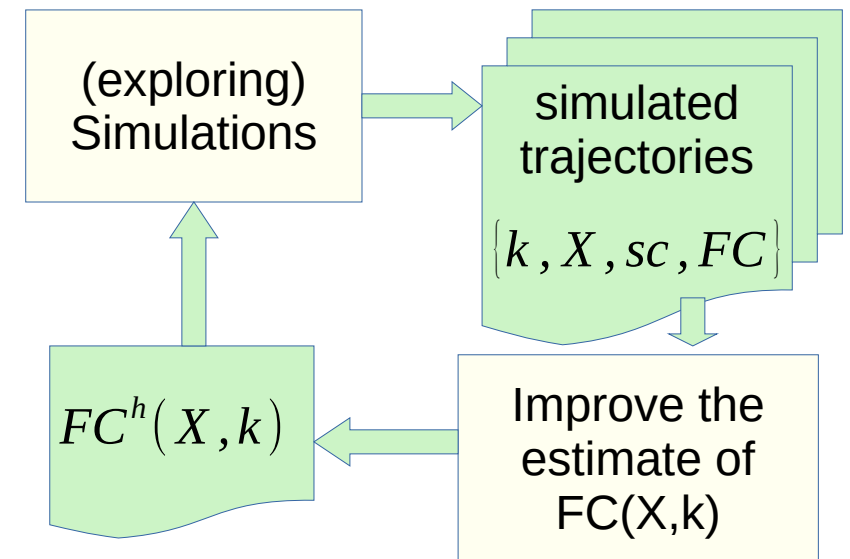 (exploring)
Simulations
simulated
trajectories
{k , X , sc , FC}
Improve the
estimate of
FC(X,k)
FC^h(X , k)